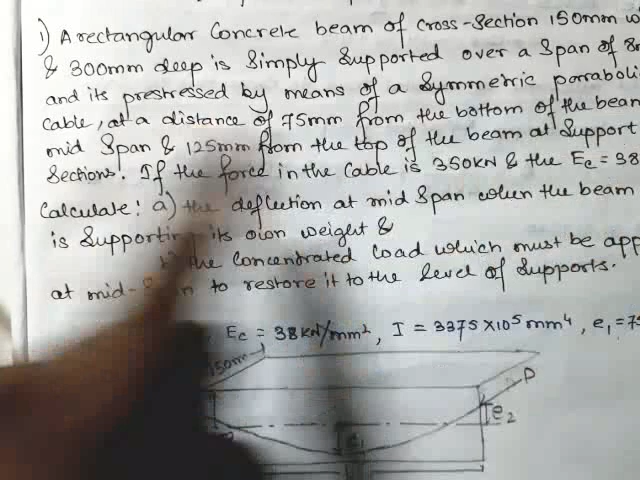 1) A rectangular Concrete beam of cross-Section 150mm
& 300mm deep is Simply Supported over a Span of
and its prestressed by means of a Symmetric
Cable, at a distance of 75mm from the bottom of the beam
mid Span & 125mm from the top of the beam at Support
Sections. If the force in the Cable is 350KN & the Ec = 38
Calculate: a) the deflection at mid Span when the beam
is Supporting its own weight &
the Concentrated load which must be
at mid- to restore it to the level of Supports.
Ec = 38KN/mm², I = 3375 x10⁵ mm⁴, e₁ =
150m
P
e₂
e₁